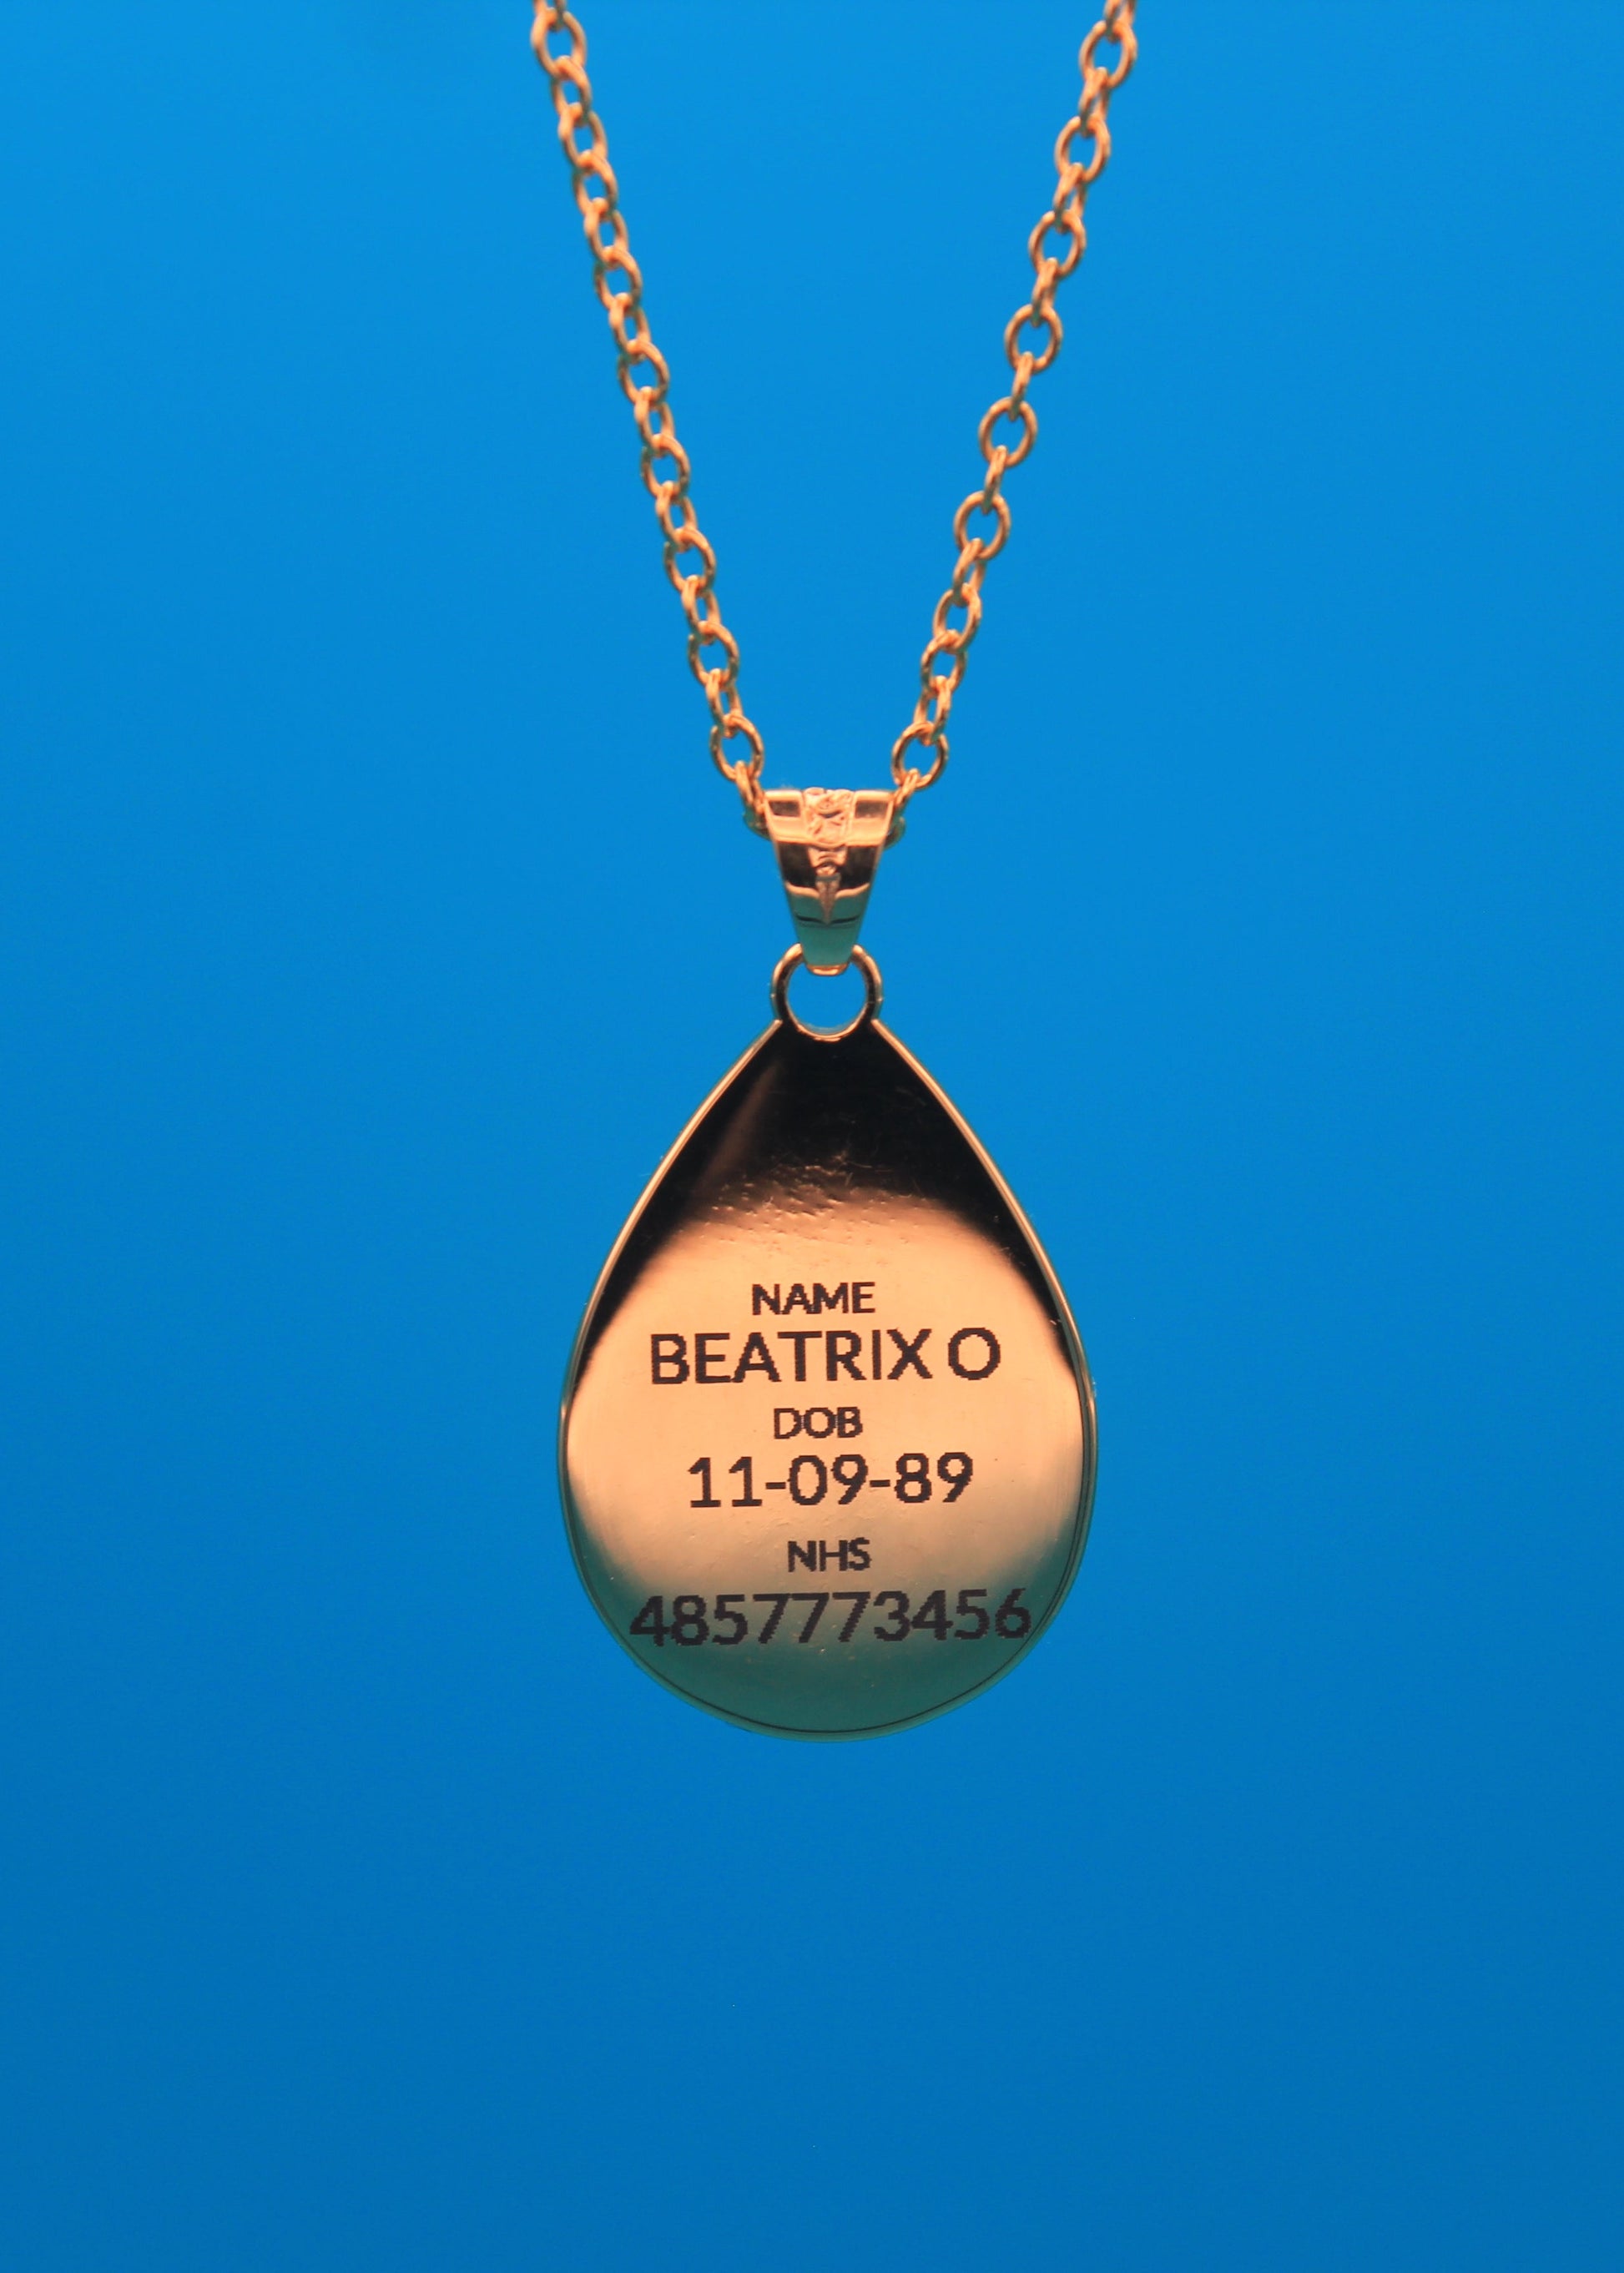 NAME
BEATRIX O
DOB
11-09-89
NHS
4857773456